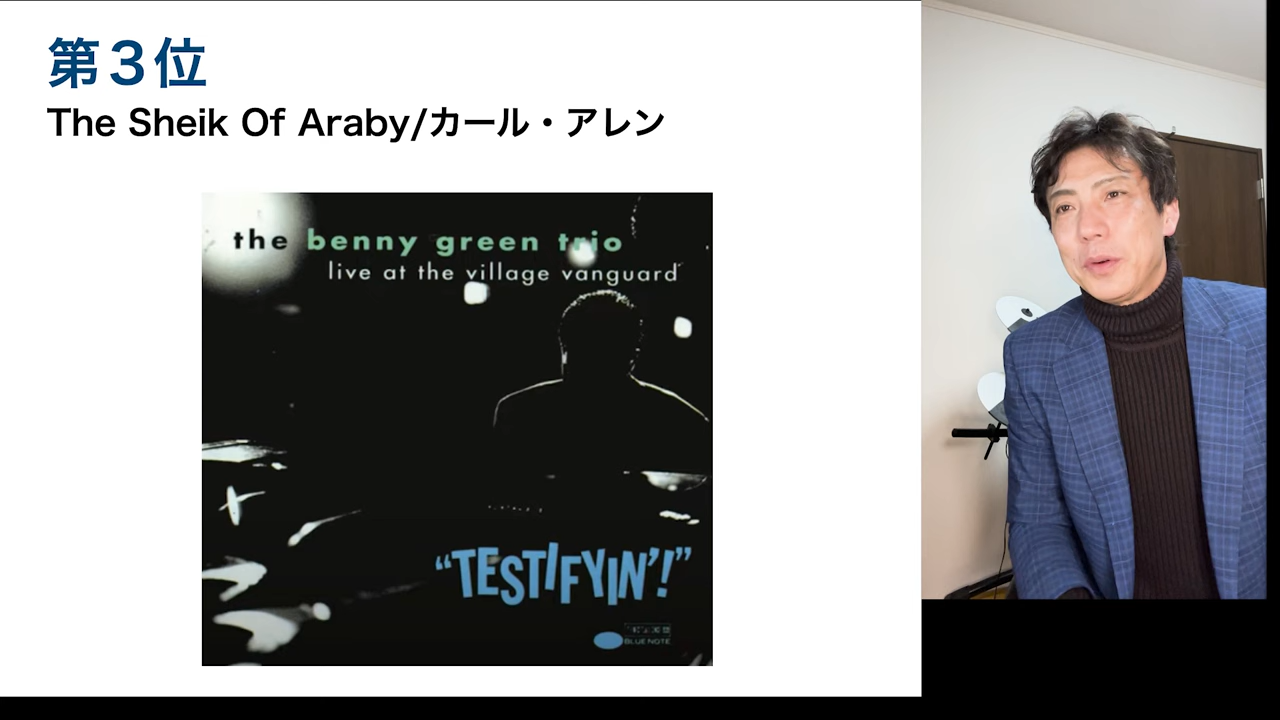 第3位
The Sheik Of Araby/カール・アレン
the benny green trio
live at the village vanguard
“TESTIFYIN'!”
BLUE NOTE